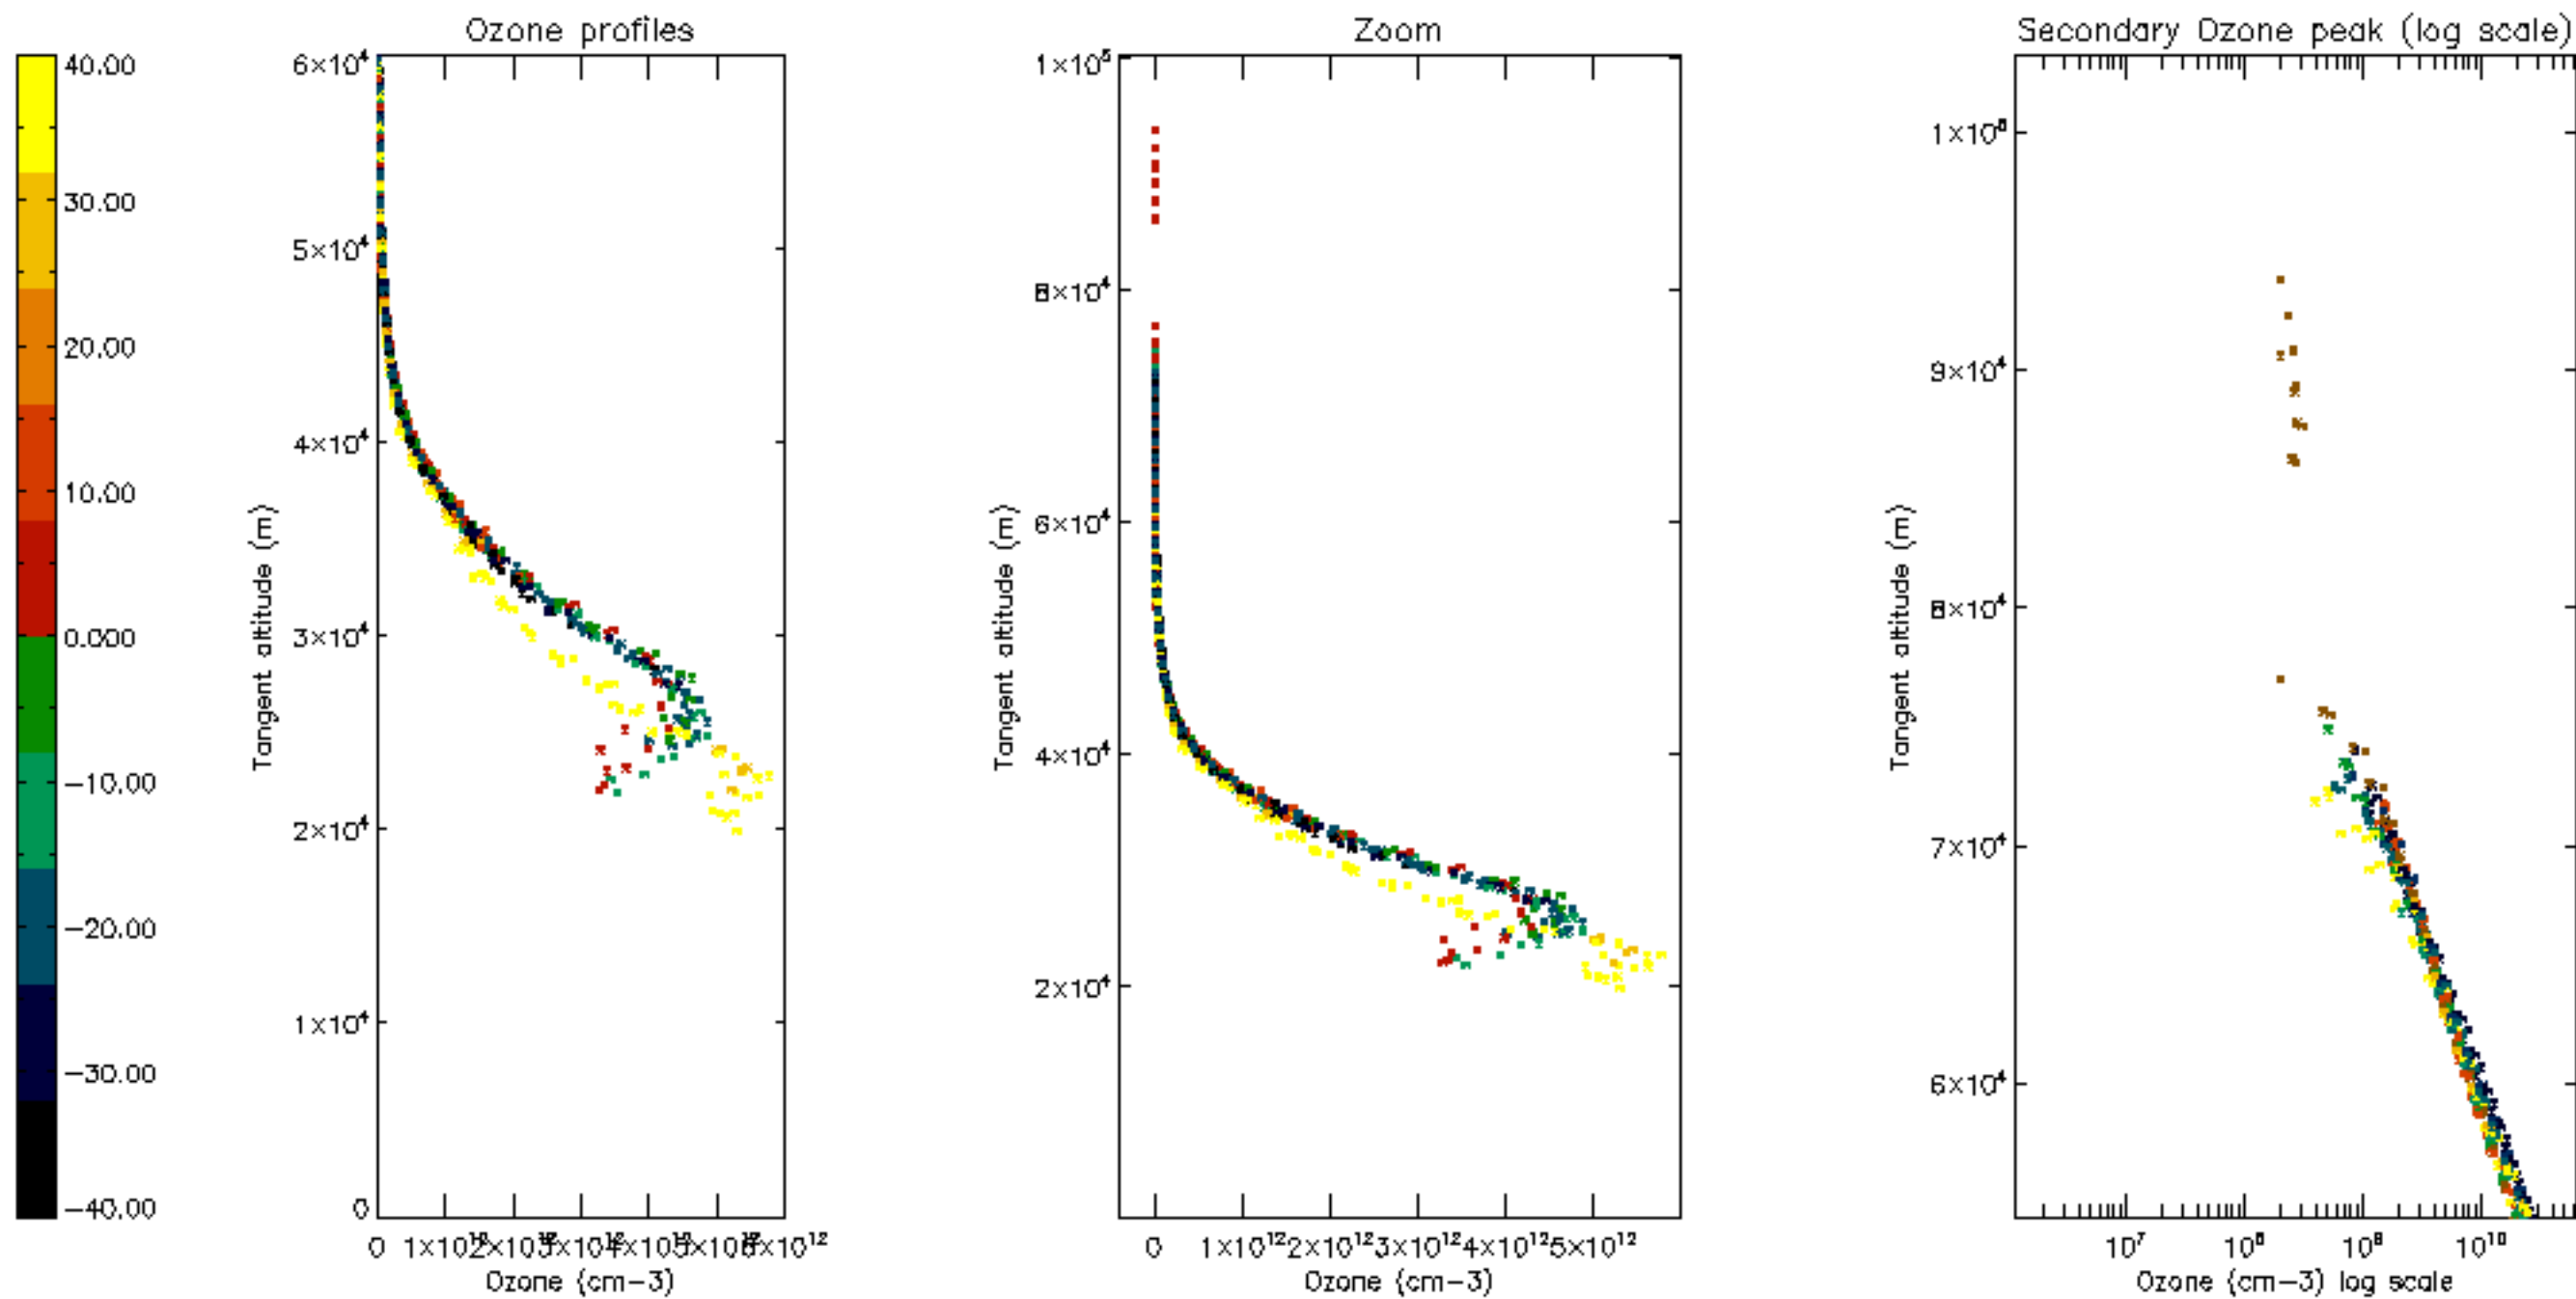 Ozone profiles
Zoom
Secondary Ozone peak (log scale)
40.00
30.00
20.00
10.00
-10.00
-20.00
-30.00
-40.00
6×10⁴
5×10⁴
4×10⁴
3×10⁴
2×10⁴
1×10⁴
0
Tangent altitude (m)
0
Ozone (cm-3)
1×10⁵
8×10⁴
6×10⁴
4×10⁴
2×10⁴
Tangent altitude (m)
0 1×10¹² 2×10¹² 3×10¹² 4×10¹² 5×10¹²
Ozone (cm-3)
9×10⁴
8×10⁴
7×10⁴
6×10⁴
Tangent altitude (m)
10⁷ 10⁸ 10⁹ 10¹⁰
Ozone (cm-3) log scale